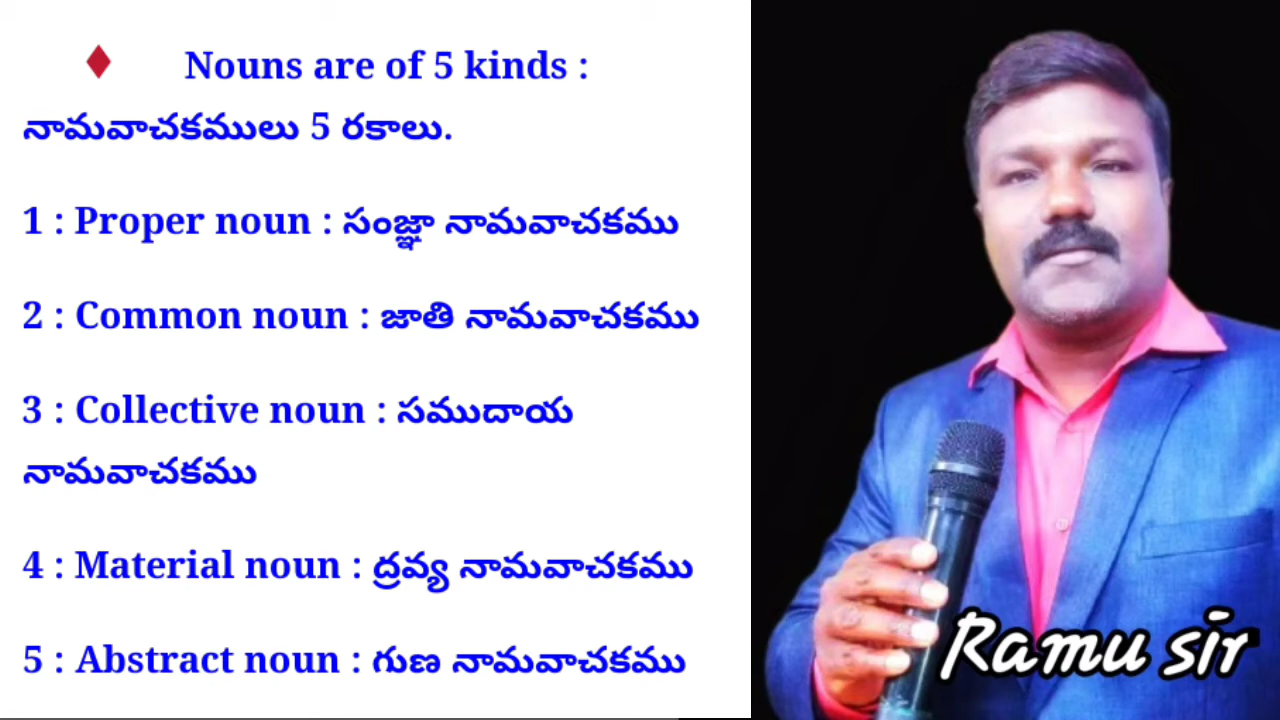 ♦ Nouns are of 5 kinds :
నామవాచకములు 5 రకాలు.
1 : Proper noun : సంజ్ఞా నామవాచకము
2 : Common noun : జాతి నామవాచకము
3 : Collective noun : సముదాయ
నామవాచకము
4 : Material noun : ద్రవ్య నామవాచకము
5 : Abstract noun : గుణ నామవాచకము
Ramu sir